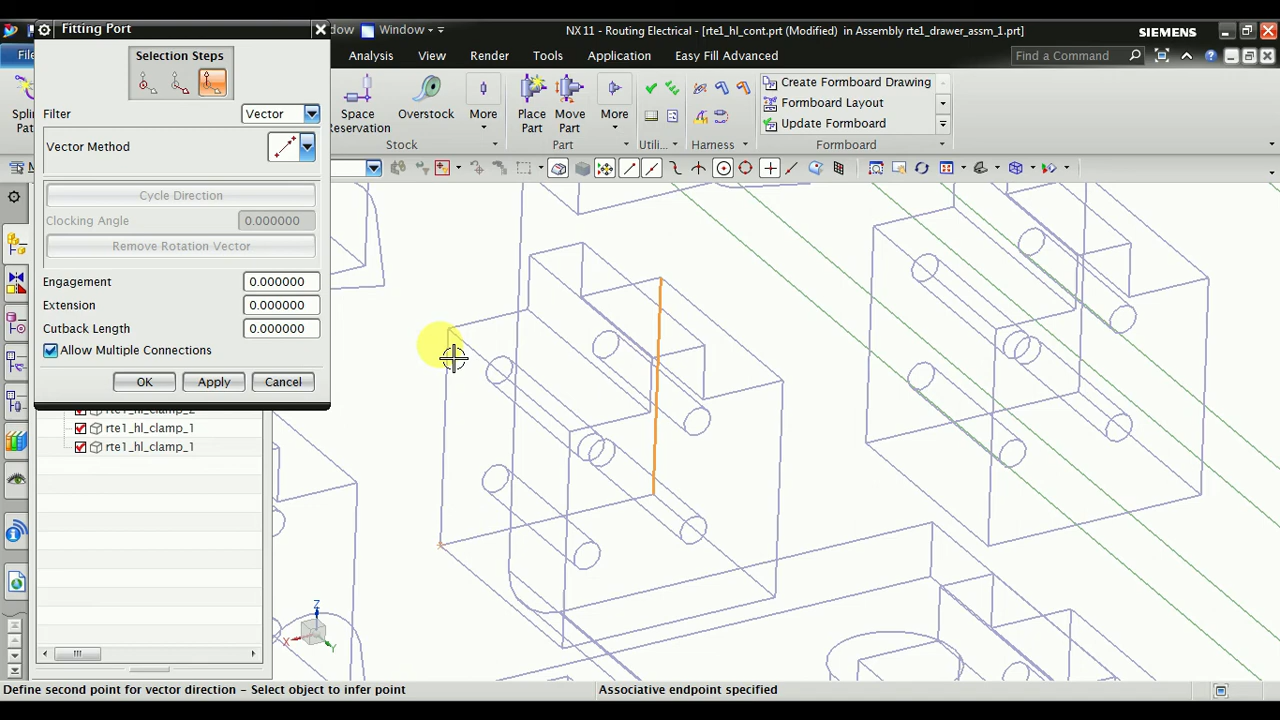 Fitting Port
Window
NX 11 - Routing Electrical - [rte1_hl_cont.prt (Modified) in Assembly rte1_drawer_assm_1.prt]
SIEMENS
Analysis
View
Render
Tools
Application
Easy Fill Advanced
Find a Command
Selection Steps
Filter
Vector
Vector Method
Cycle Direction
Clocking Angle
0.000000
Remove Rotation Vector
Engagement
0.000000
Extension
0.000000
Cutback Length
0.000000
Allow Multiple Connections
OK
Apply
Cancel
Space
Reservation
Overstock
More
Stock
Place
Part
Move
Part
More
Part
Utili...
Harness
Create Formboard Drawing
Formboard Layout
Update Formboard
Formboard
rte1_hl_clamp_2
rte1_hl_clamp_1
rte1_hl_clamp_1
Z
X
Y
Define second point for vector direction - Select object to infer point
Associative endpoint specified